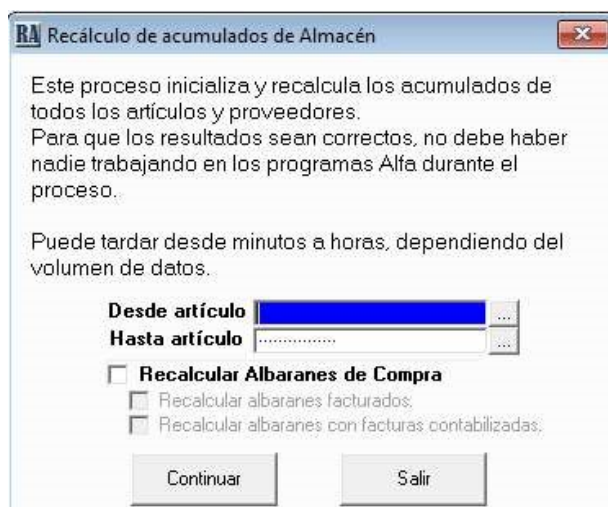 RA Recálculo de acumulados de Almacén
Este proceso inicializa y recalcula los acumulados de
todos los artículos y proveedores.
Para que los resultados sean correctos, no debe haber
nadie trabajando en los programas Alfa durante el
proceso.
Puede tardar desde minutos a horas, dependiendo del
volumen de datos.
Desde artículo ...
Hasta artículo ................ ...
Recalcular Albaranes de Compra
Recalcular albaranes facturados.
Recalcular albaranes con facturas contabilizadas.
Continuar Salir